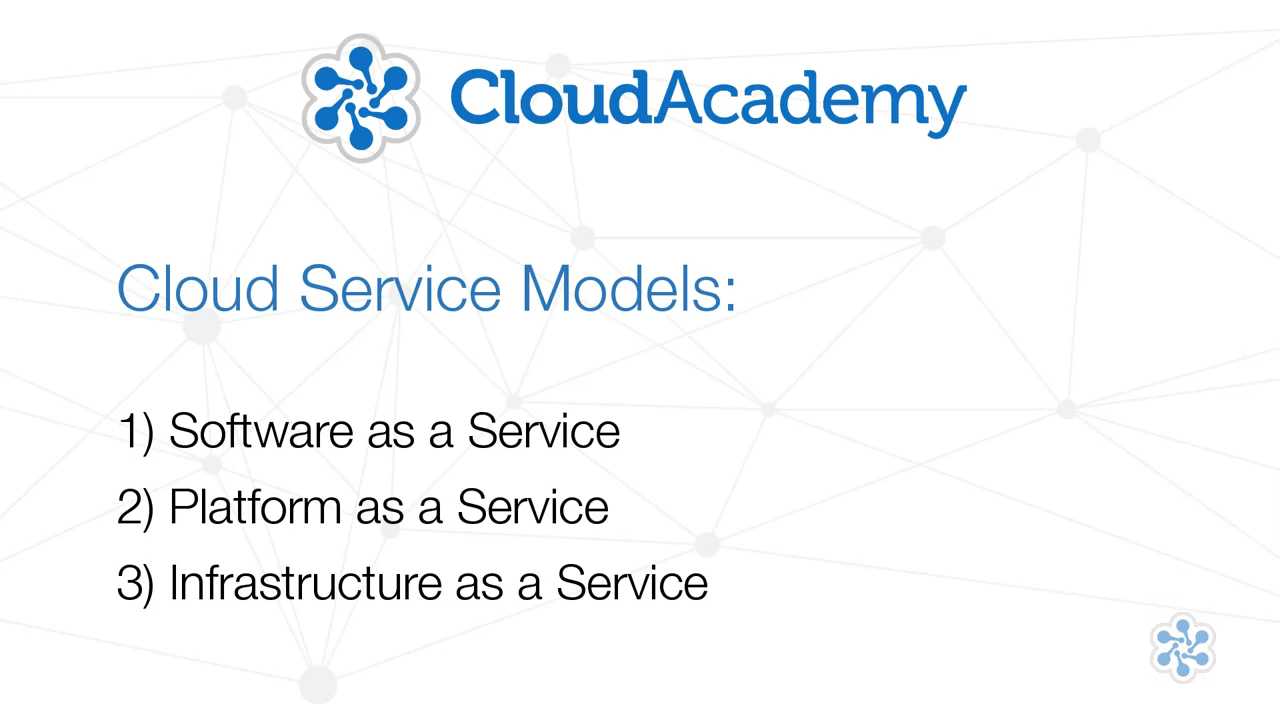 CloudAcademy
Cloud Service Models:
1) Software as a Service
2) Platform as a Service
3) Infrastructure as a Service